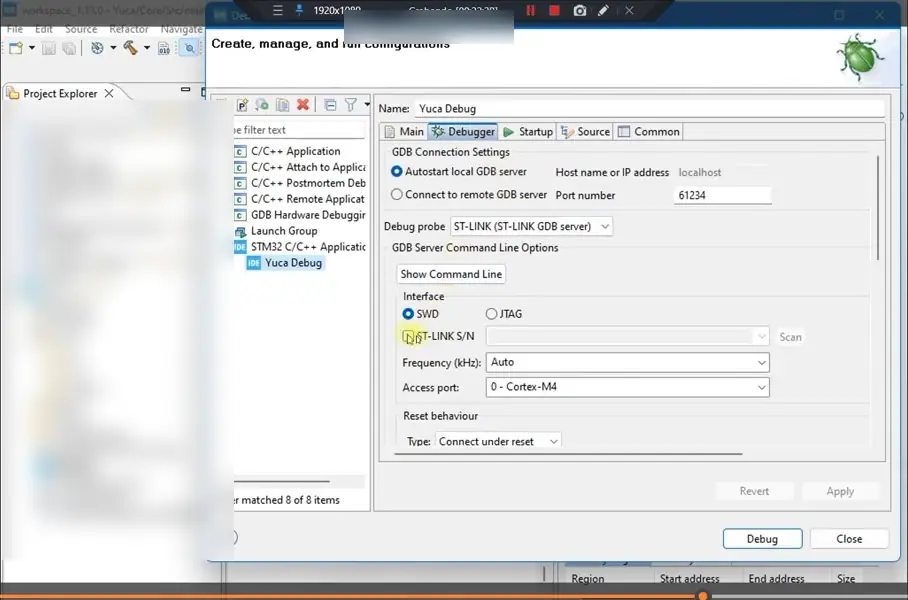 1920x1080
File Edit Source Refactor Navigate
Create, manage, and run configurations
Project Explorer
Name: Yuca Debug
Main Debugger Startup Source Common
type filter text
C/C++ Application
C/C++ Attach to Applica
C/C++ Postmortem Deb
C/C++ Remote Applicat
GDB Hardware Debuggin
Launch Group
STM32 C/C++ Applicatio
IDE Yuca Debug
GDB Connection Settings
Autostart local GDB server Host name or IP address localhost
Connect to remote GDB server Port number 61234
Debug probe ST-LINK (ST-LINK GDB server)
GDB Server Command Line Options
Show Command Line
Interface
SWD JTAG
ST-LINK S/N Scan
Frequency (kHz): Auto
Access port: 0 - Cortex-M4
Reset behaviour
Type: Connect under reset
er matched 8 of 8 items
Revert Apply
Debug Close
Region Start address End address Size